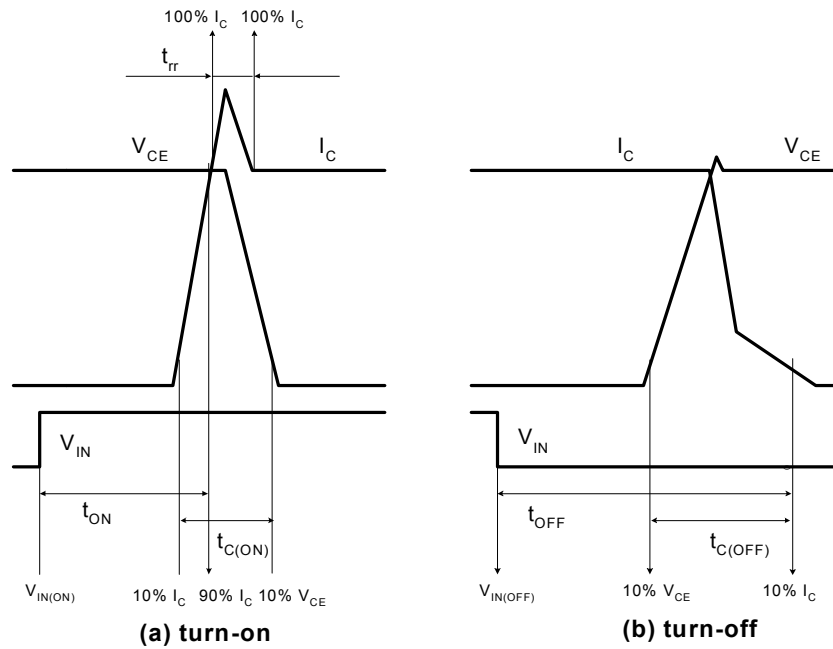 100% I_C 100% I_C
t_rr
V_CE I_C
V_IN
t_ON
t_C(ON)
V_IN(ON) 10% I_C 90% I_C 10% V_CE
(a) turn-on
I_C V_CE
V_IN
t_OFF
t_C(OFF)
V_IN(OFF) 10% V_CE 10% I_C
(b) turn-off